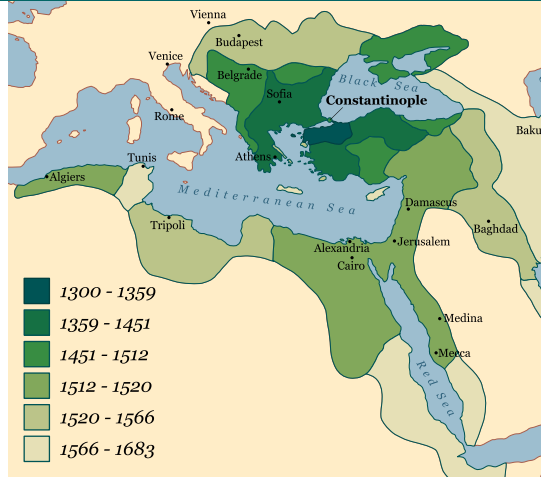 Vienna
Budapest
Venice
Belgrade
Black Sea
Sofia
Constantinople
Rome
Baku
Athens
Tunis
Algiers
Mediterranean Sea
Damascus
Tripoli
Baghdad
Alexandria
Jerusalem
Cairo
1300 - 1359
1359 - 1451
1451 - 1512
1512 - 1520
1520 - 1566
1566 - 1683
Medina
Mecca
Red Sea